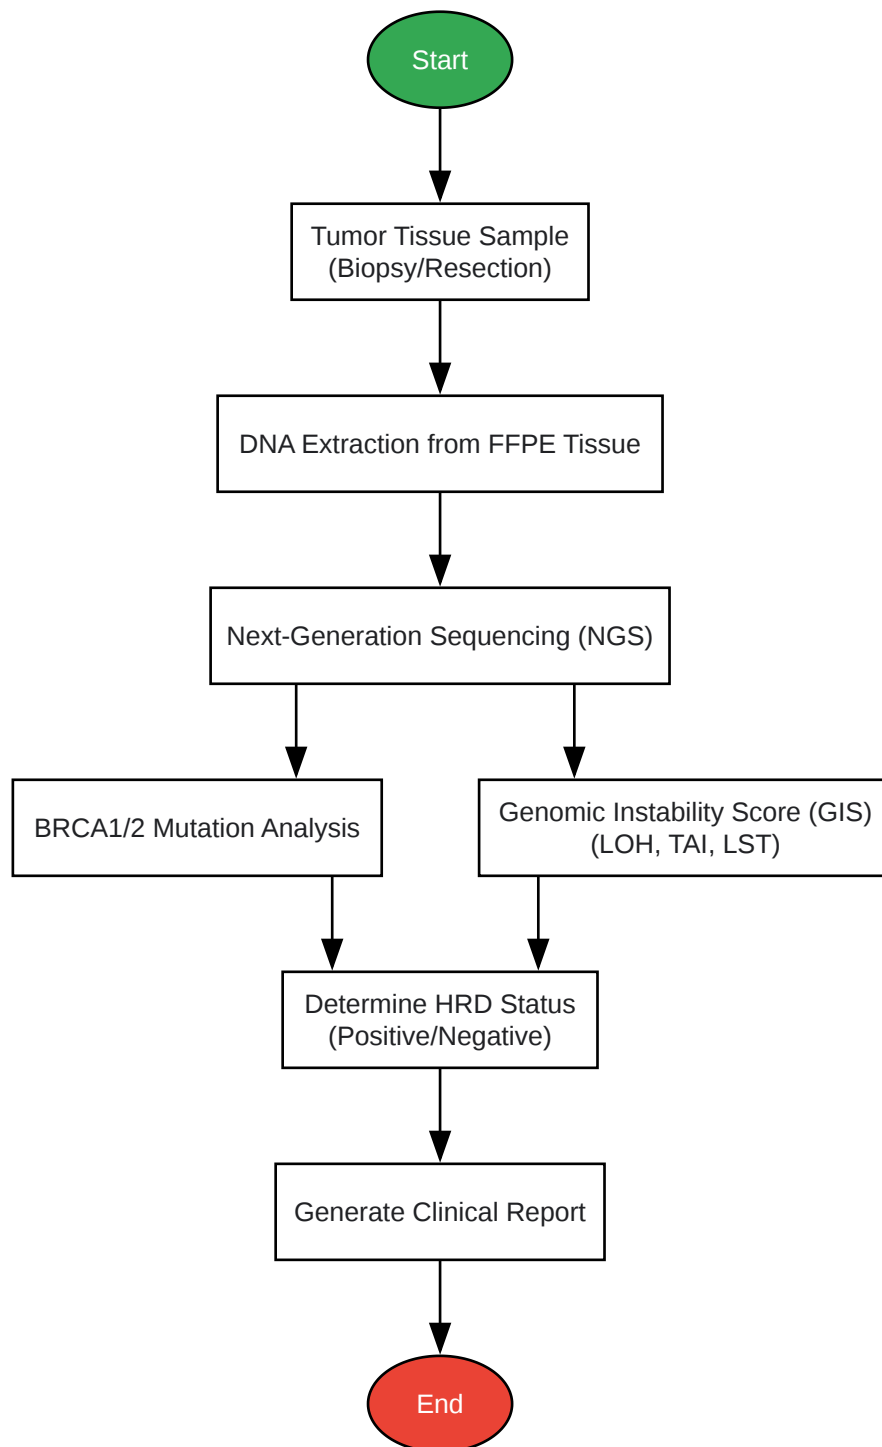 Start
Tumor Tissue Sample
(Biopsy/Resection)
DNA Extraction from FFPE Tissue
Next-Generation Sequencing (NGS)
BRCA1/2 Mutation Analysis
Genomic Instability Score (GIS)
(LOH, TAI, LST)
Determine HRD Status
(Positive/Negative)
Generate Clinical Report
End